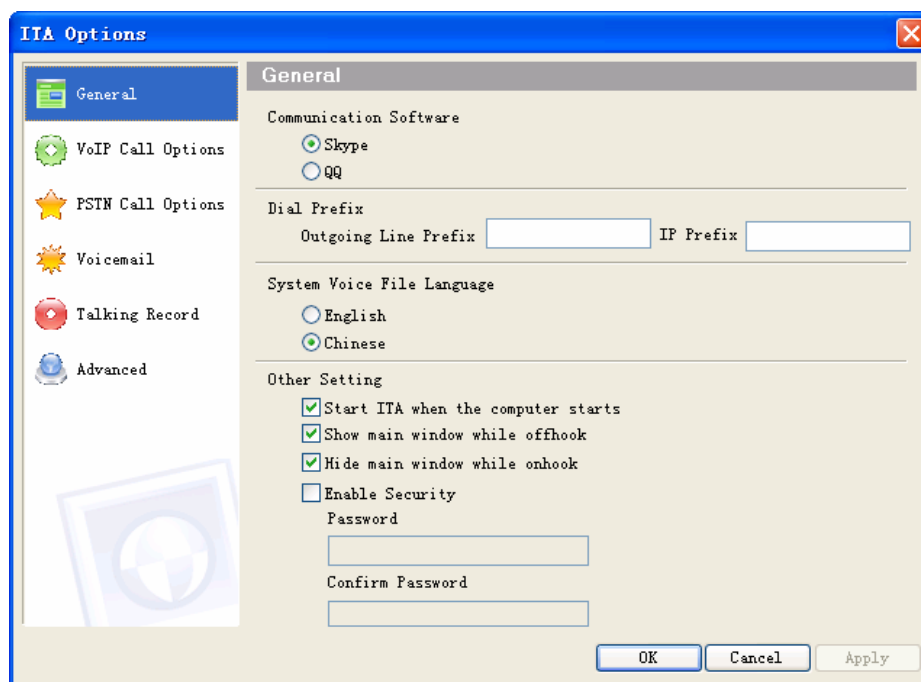 ITA Options
General
VoIP Call Options
PSTN Call Options
Voicemail
Talking Record
Advanced
General
Communication Software
Skype
QQ
Dial Prefix
Outgoing Line Prefix IP Prefix
System Voice File Language
English
Chinese
Other Setting
Start ITA when the computer starts
Show main window while offhook
Hide main window while onhook
Enable Security
Password
Confirm Password
OK Cancel Apply